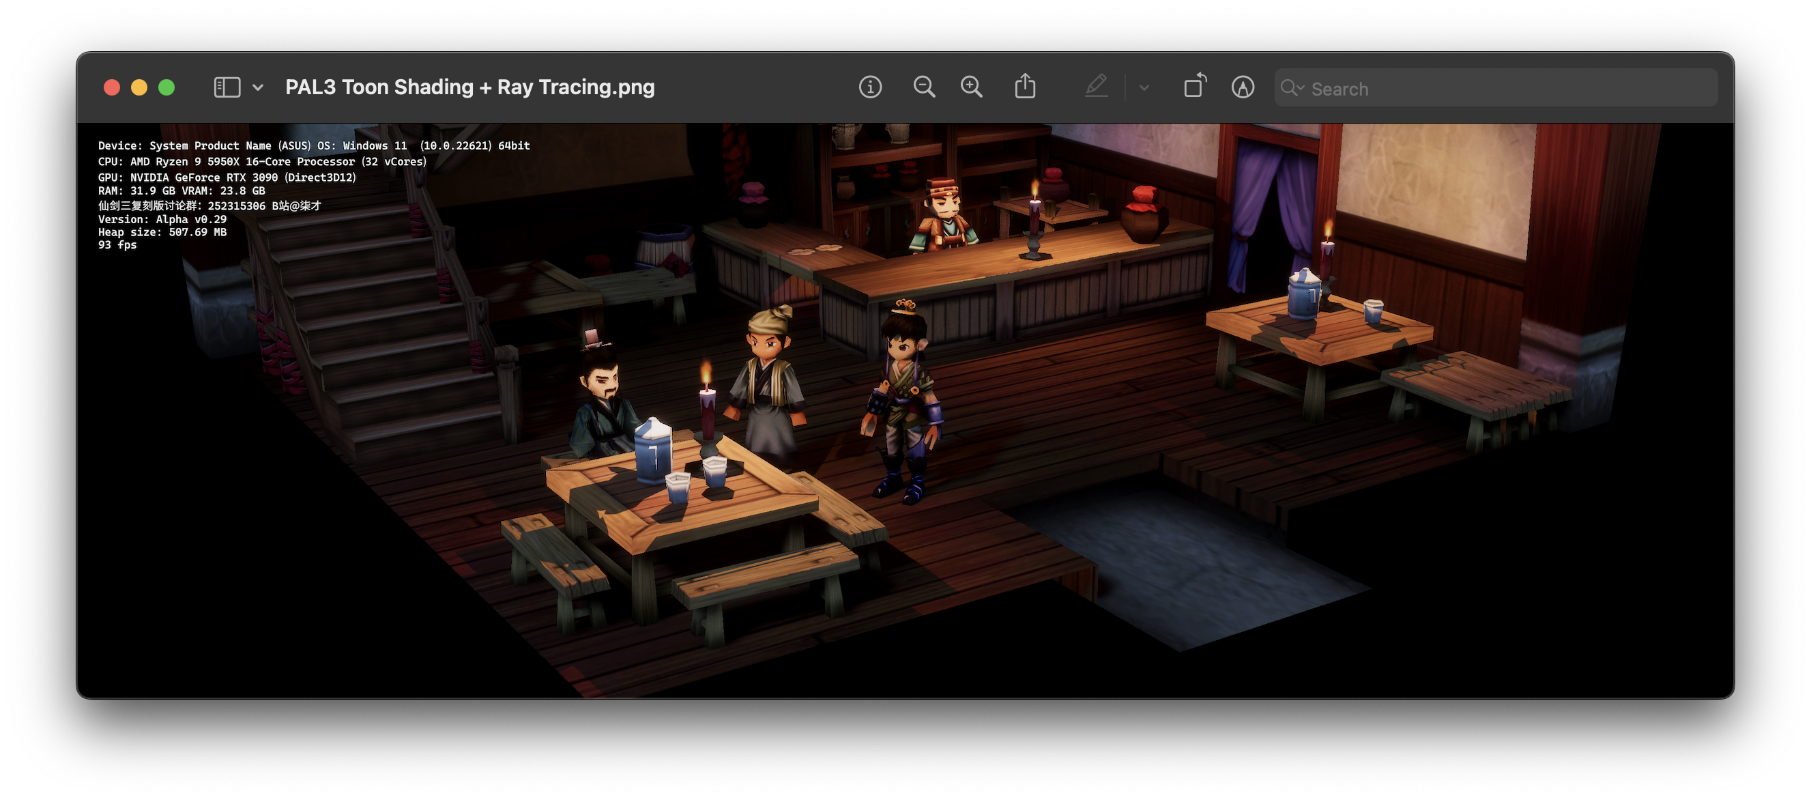 PAL3 Toon Shading + Ray Tracing.png
Search
Device: System Product Name (ASUS) OS: Windows 11 (10.0.22621) 64bit
CPU: AMD Ryzen 9 5950X 16-Core Processor (32 vCores)
GPU: NVIDIA GeForce RTX 3090 (Direct3D12)
RAM: 31.9 GB VRAM: 23.8 GB
仙剑三复刻版讨论群: 252315306 B站@柒才
Version: Alpha v0.29
Heap size: 507.69 MB
93 fps